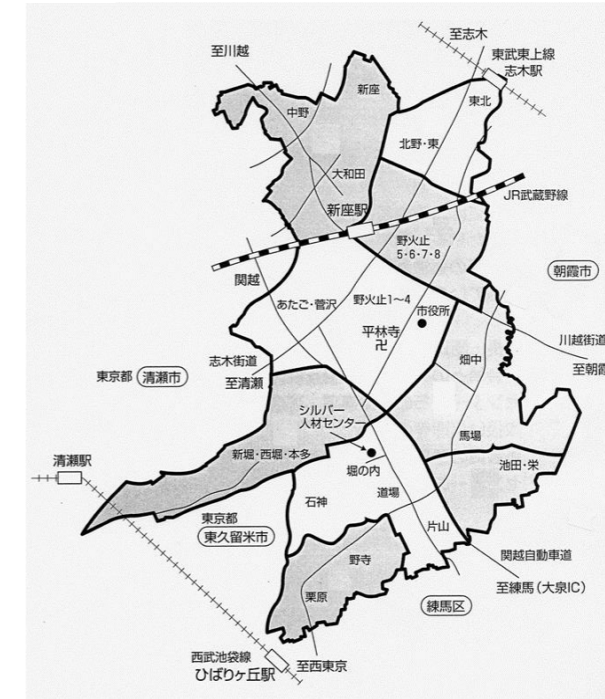 至川越
至志木
東武東上線
志木駅
新座
中野
東北
北野・東
大和田
JR武蔵野線
新座駅
野火止
5・6・7・8
朝霞市
関越
あたご・菅沢
野火止1〜4
市役所
平林寺
卍
川越街道
畑中
志木街道
至朝霞
東京都 清瀬市
至清瀬
シルバー
人材センター
馬場
清瀬駅
新堀・西堀・本多
堀の内
池田・栄
道場
石神
東京都
東久留米市
片山
関越自動車道
野寺
至練馬（大泉IC）
栗原
練馬区
西武池袋線
ひばりヶ丘駅
至西東京